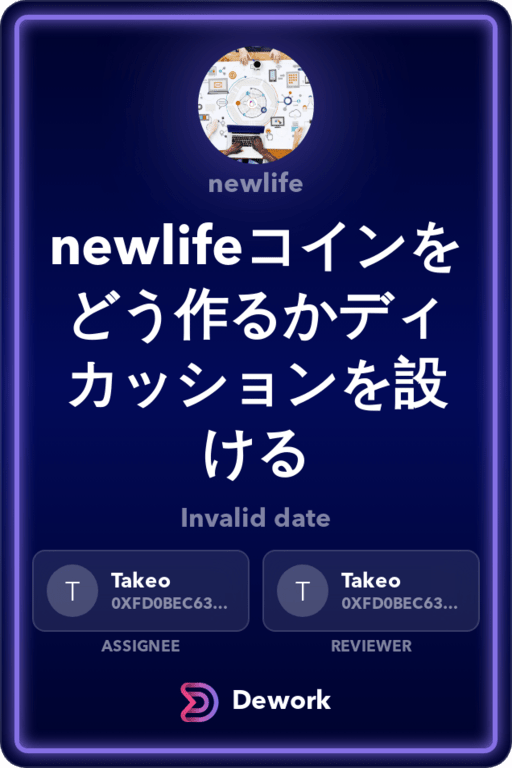 newlife
newlifeコインを
どう作るかディ
カッションを設
ける
Invalid date
T
Takeo
0XFD0BEC63...
T
Takeo
0XFD0BEC63...
ASSIGNEE
REVIEWER
Dework